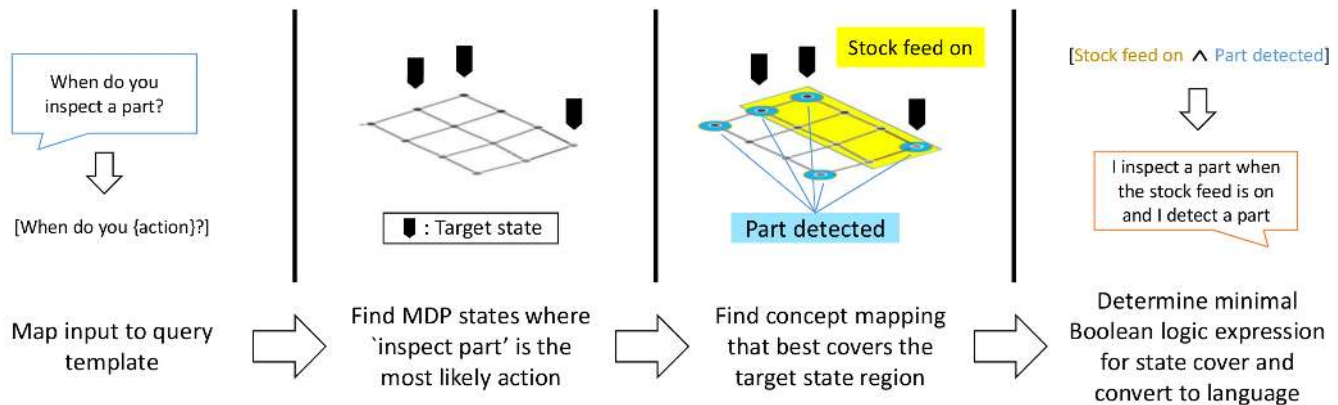 When do you
inspect a part?
[When do you {action}?]
Map input to query
template
: Target state
Find MDP states where
`inspect part' is the
most likely action
Stock feed on
Part detected
Find concept mapping
that best covers the
target state region
[Stock feed on ∧ Part detected]
I inspect a part when
the stock feed is on
and I detect a part
Determine minimal
Boolean logic expression
for state cover and
convert to language